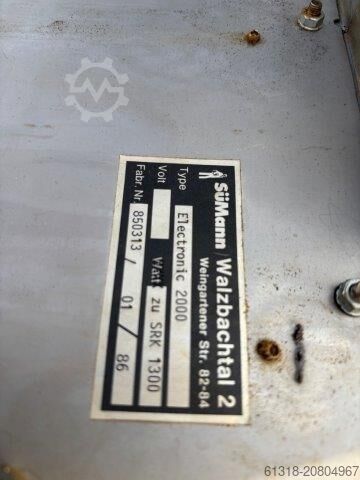 SüMann/Walzbachtal 2
Weingartener Str. 82-84
Type Electronic 2000
Volt Watt zu SRK 1300
Fabr. Nr. 850313/ 01 / 86
61318-20804967